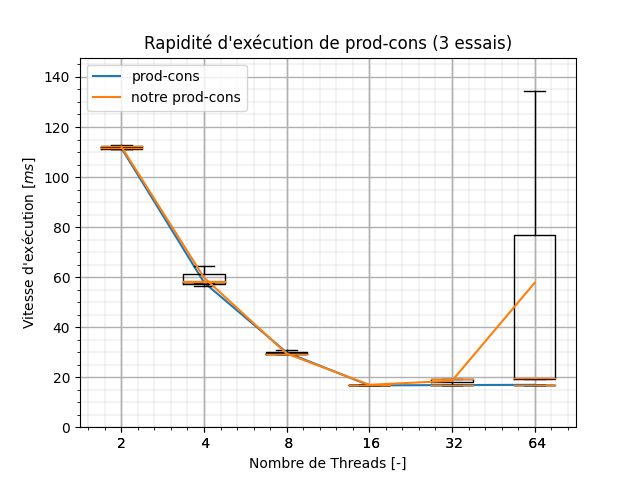 Rapidité d'exécution de prod-cons (3 essais)
prod-cons
notre prod-cons
Vitesse d'exécution [ms]
140
120
100
80
60
40
20
0
2 4 8 16 32 64
Nombre de Threads [-]